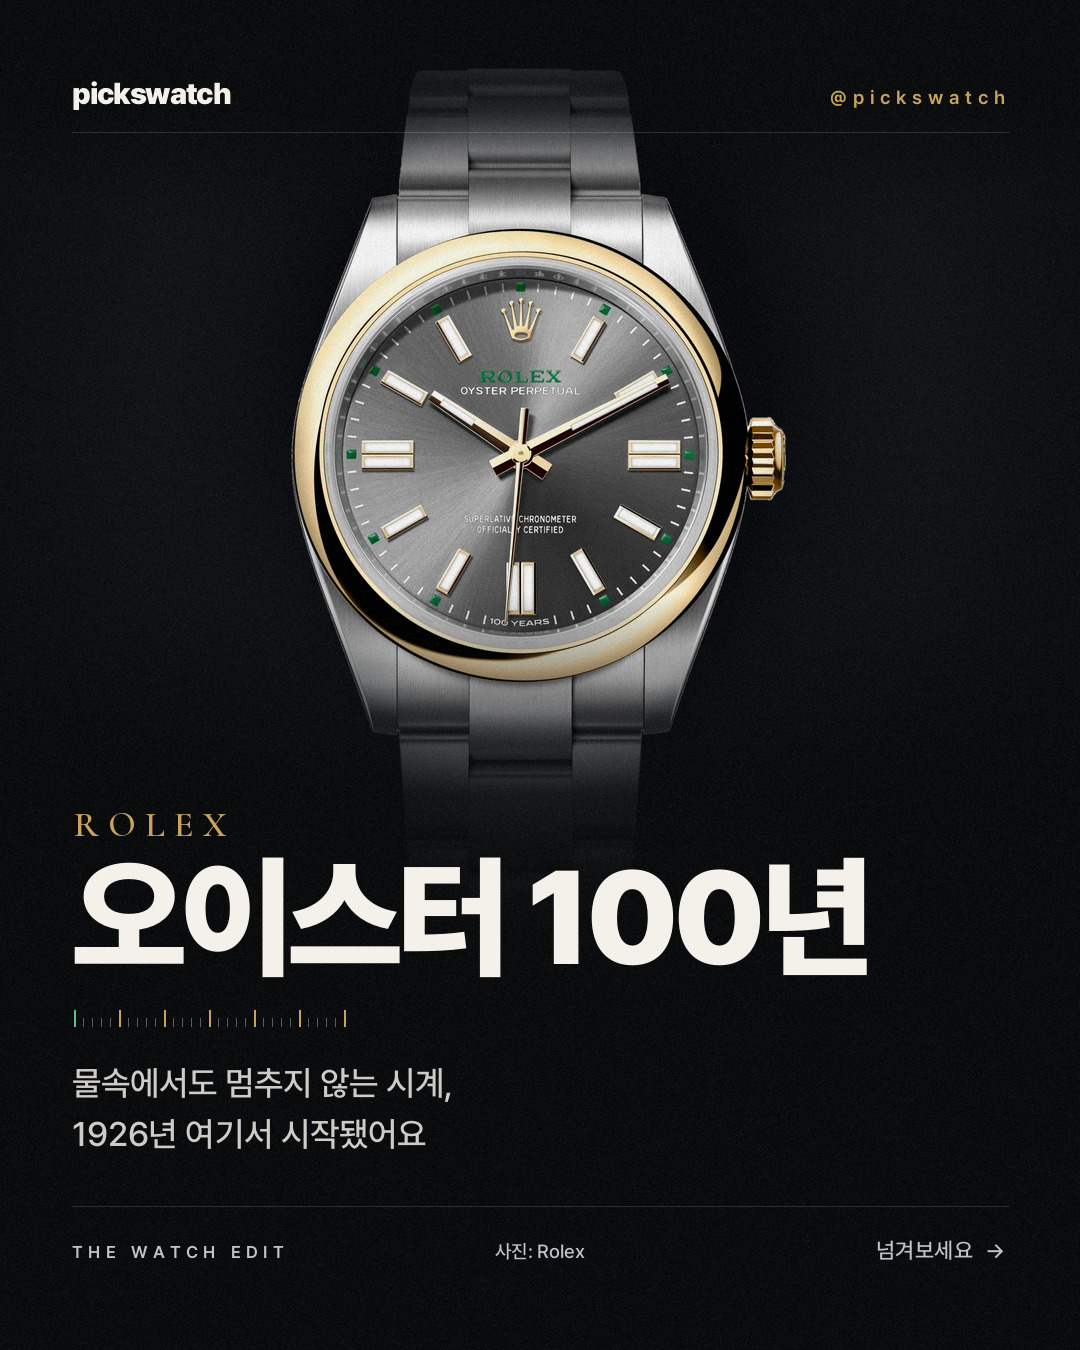 pickswatch
@pickswatch
ROLEX
OYSTER PERPETUAL
SUPERLATIVE CHRONOMETER
OFFICIALLY CERTIFIED
100 YEARS
ROLEX
오이스터 100년
물속에서도 멈추지 않는 시계,
1926년 여기서 시작됐어요
THE WATCH EDIT
사진: Rolex
넘겨보세요 →